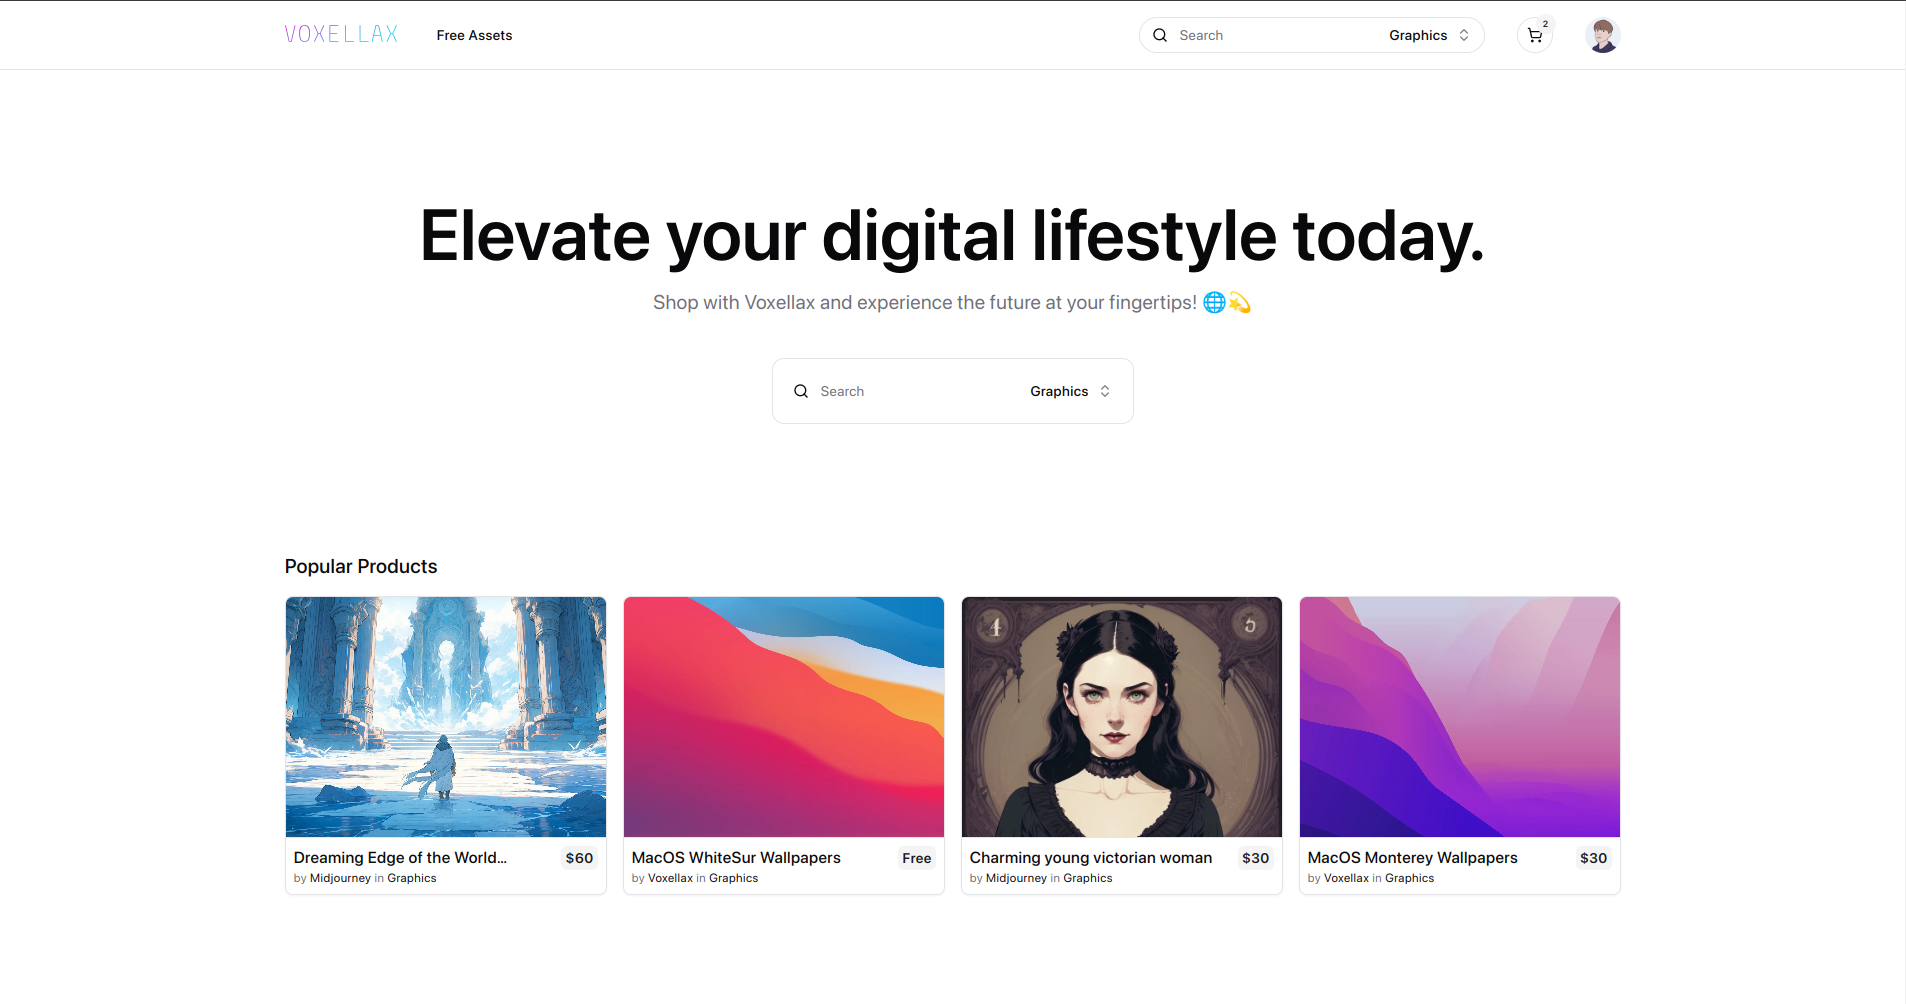 VOXELLAX Free Assets Search Graphics 2
Elevate your digital lifestyle today.
Shop with Voxellax and experience the future at your fingertips! 🌐💫
Search Graphics
Popular Products
4 5
Dreaming Edge of the World... $60
by Midjourney in Graphics
MacOS WhiteSur Wallpapers Free
by Voxellax in Graphics
Charming young victorian woman $30
by Midjourney in Graphics
MacOS Monterey Wallpapers $30
by Voxellax in Graphics